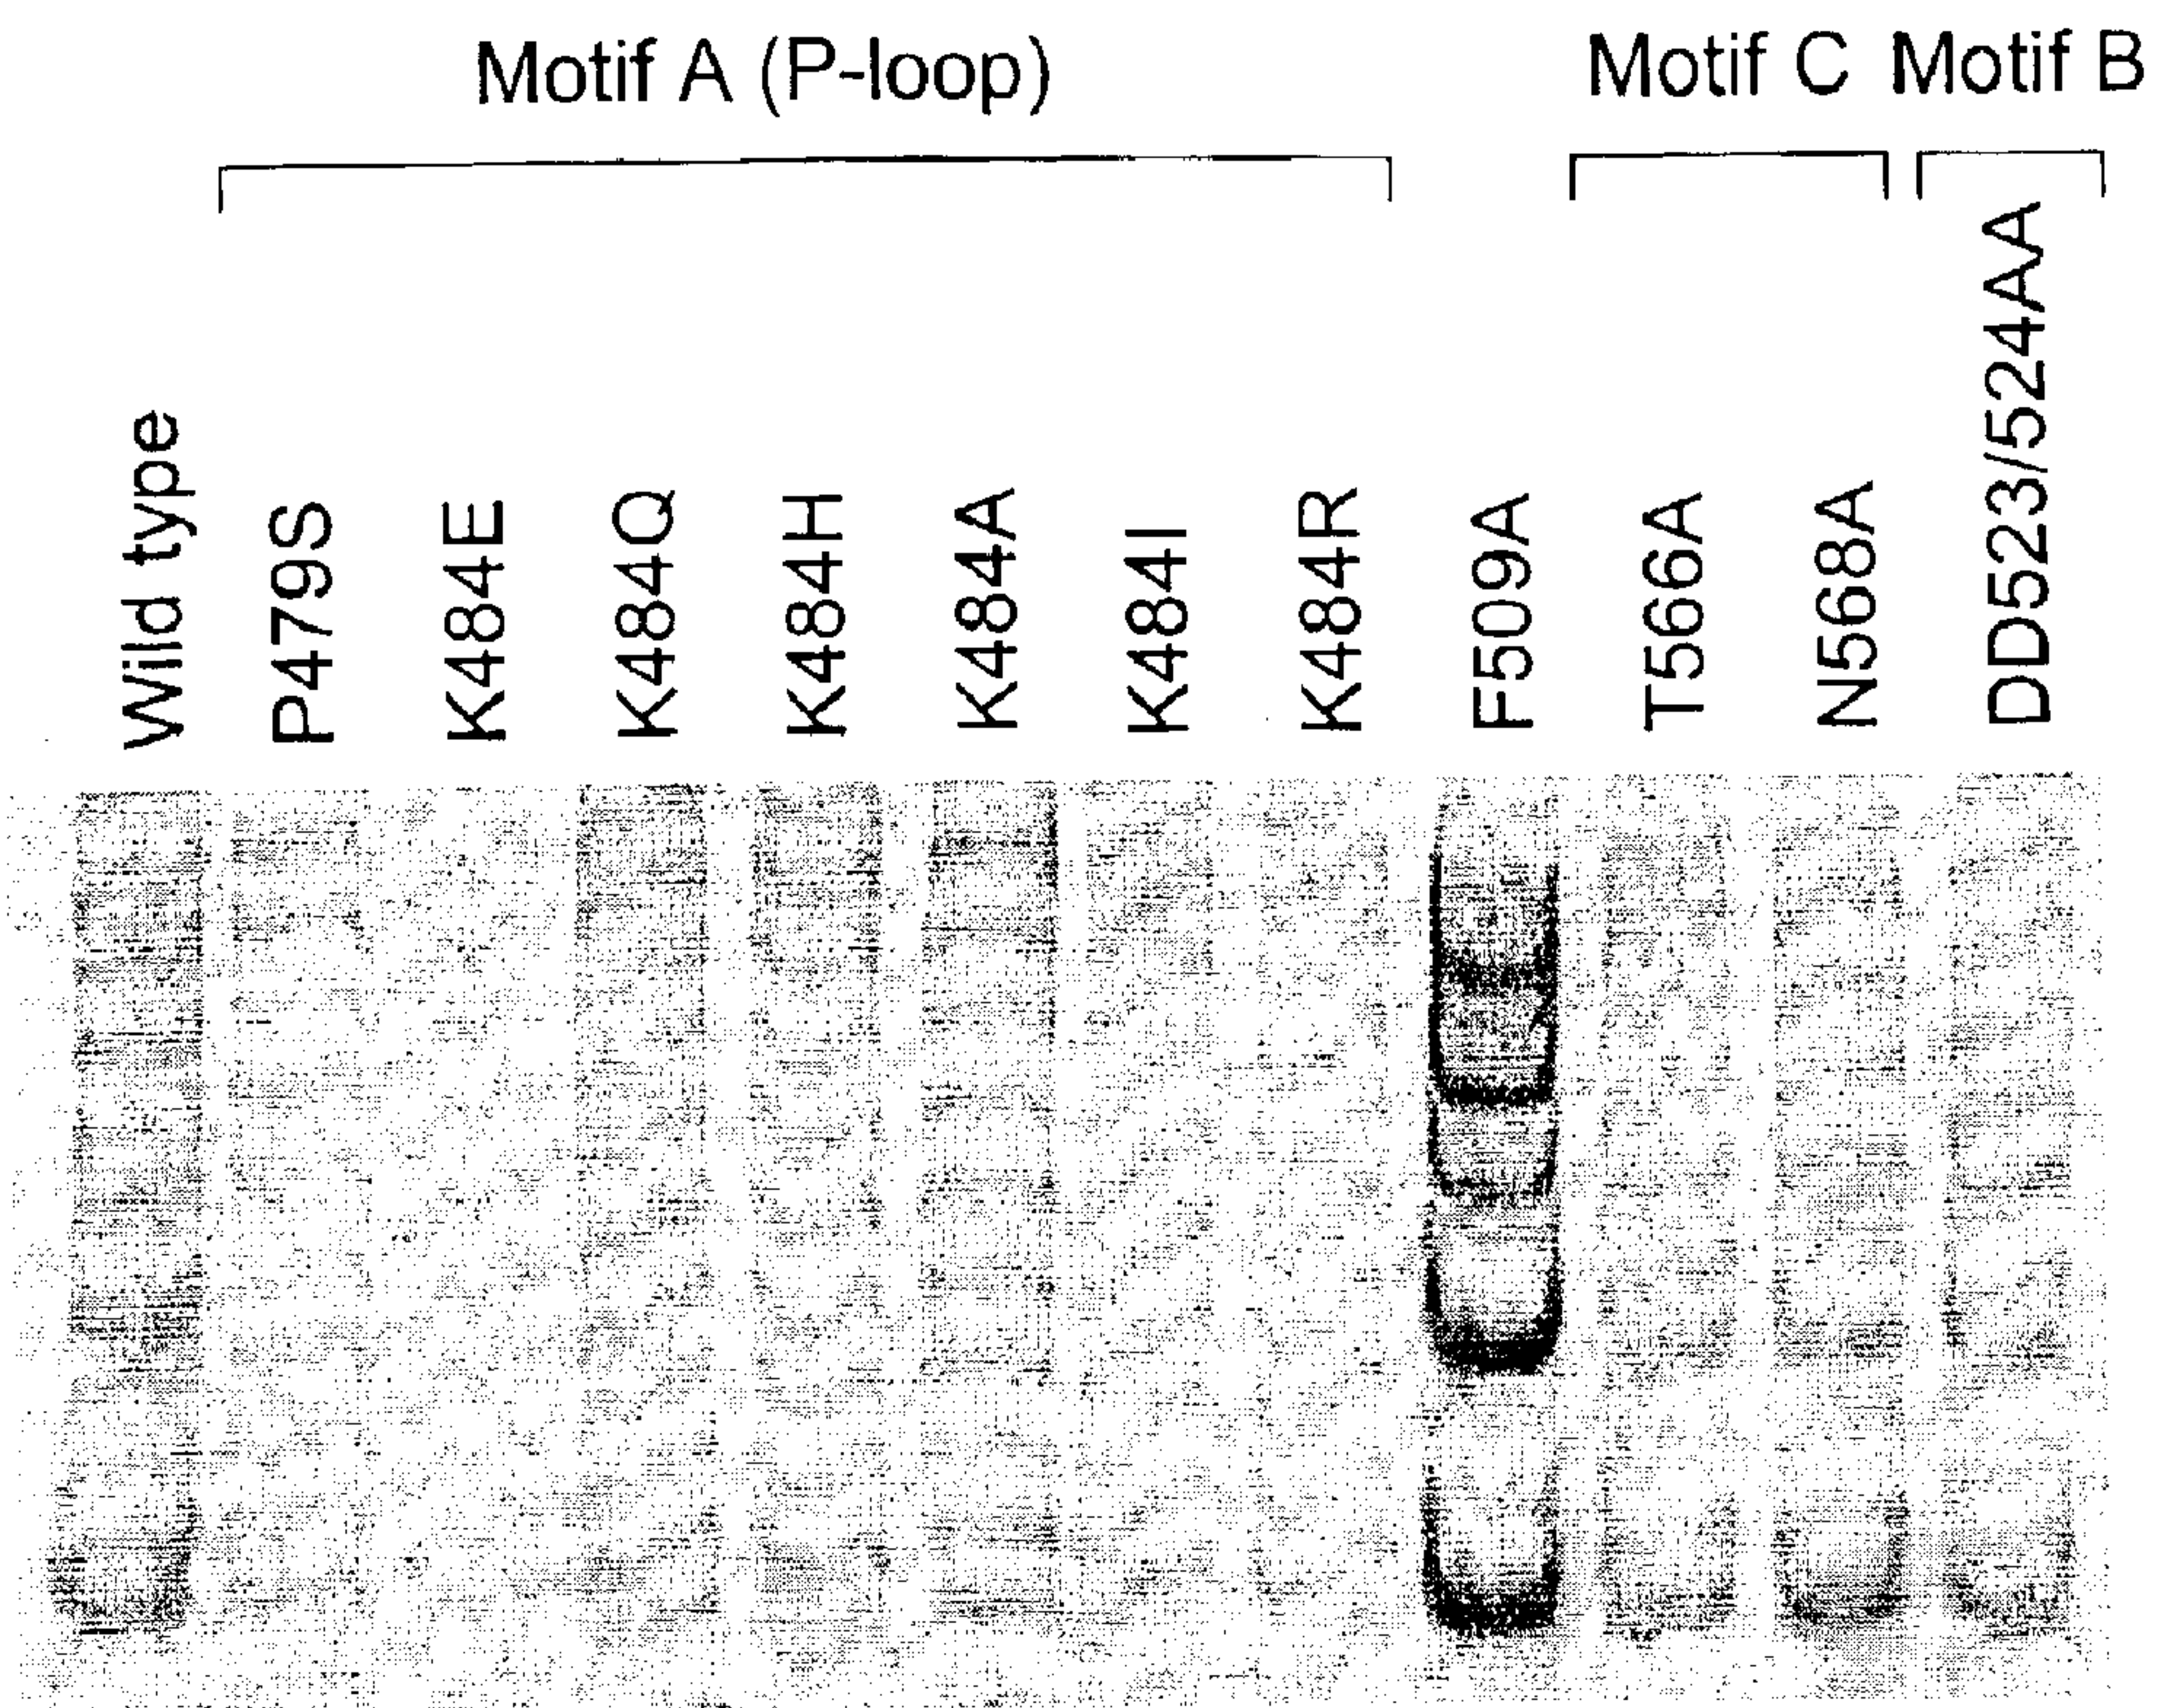 Motif A (P-loop)
Motif C
Motif B
Wild type
P479S
K484E
K484Q
K484H
K484A
K484I
K484R
F509A
T566A
N568A
DD523/524AA